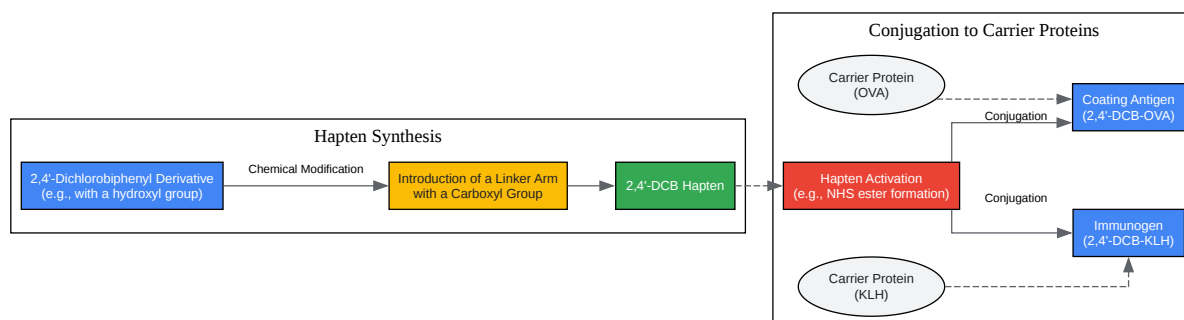 Hapten Synthesis
2,4'-Dichlorobiphenyl Derivative
(e.g., with a hydroxyl group)
Chemical Modification
Introduction of a Linker Arm
with a Carboxyl Group
2,4'-DCB Hapten
Conjugation to Carrier Proteins
Carrier Protein
(OVA)
Coating Antigen
(2,4'-DCB-OVA)
Conjugation
Hapten Activation
(e.g., NHS ester formation)
Conjugation
Immunogen
(2,4'-DCB-KLH)
Carrier Protein
(KLH)